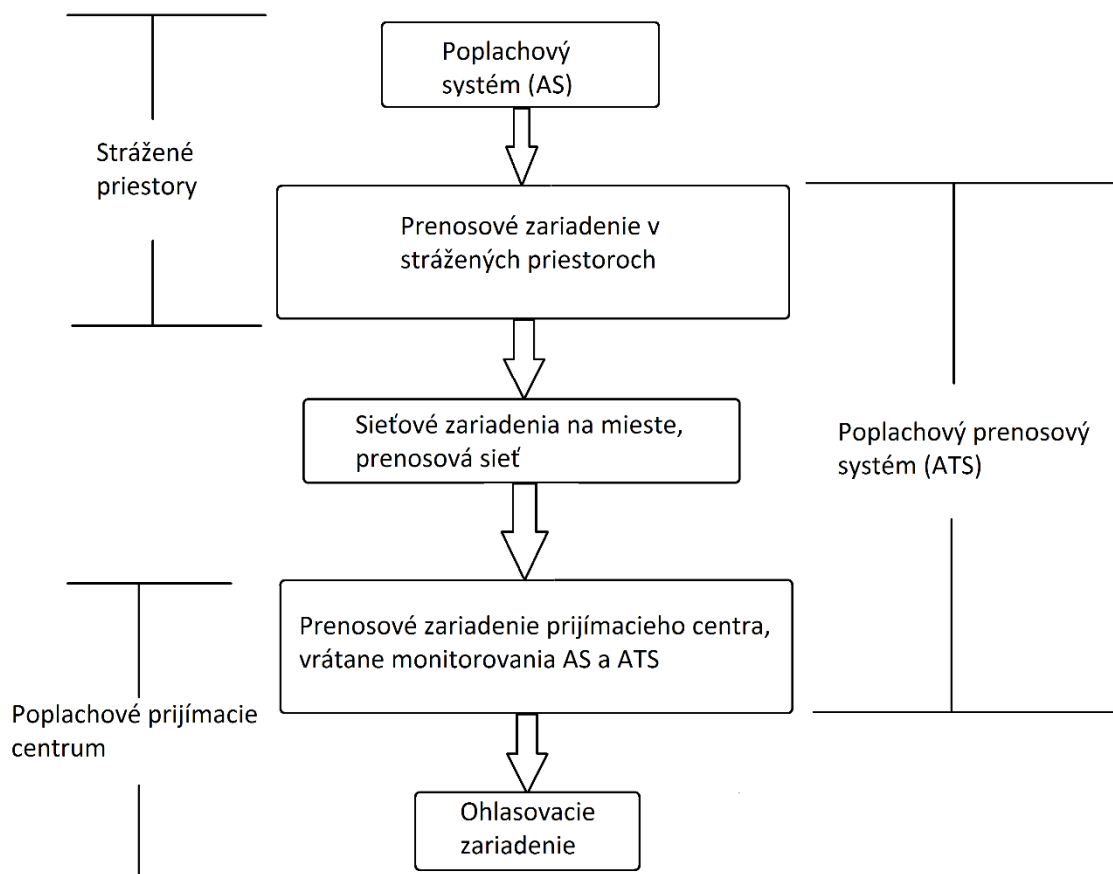 Poplachový
systém (AS)
Strážené
priestory
Prenosové zariadenie v
strážených priestoroch
Sieťové zariadenia na mieste,
prenosová sieť
Poplachový prenosový
systém (ATS)
Prenosové zariadenie prijímacieho centra,
vrátane monitorovania AS a ATS
Poplachové prijímacie
centrum
Ohlasovacie
zariadenie